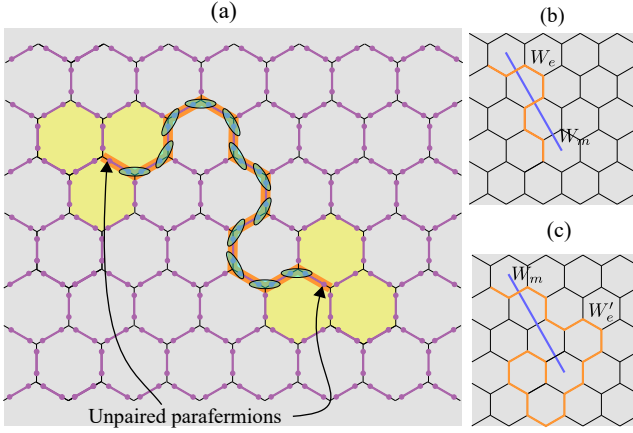 (a)
Unpaired parafermions
(b)
W_e
W_m
(c)
W_m
W'_e